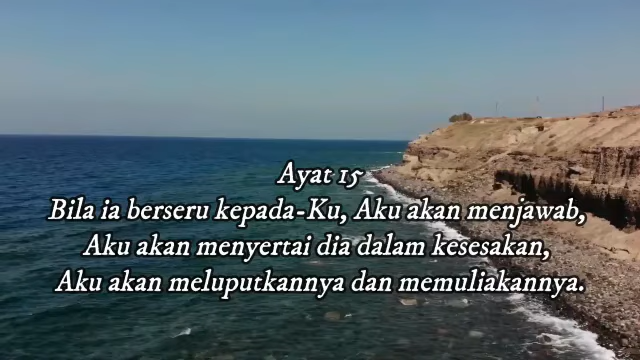 Ayat 15
Bila ia berseru kepada-Ku, Aku akan menjawab,
Aku akan menyertai dia dalam kesesakan,
Aku akan meluputkannya dan memuliakannya.